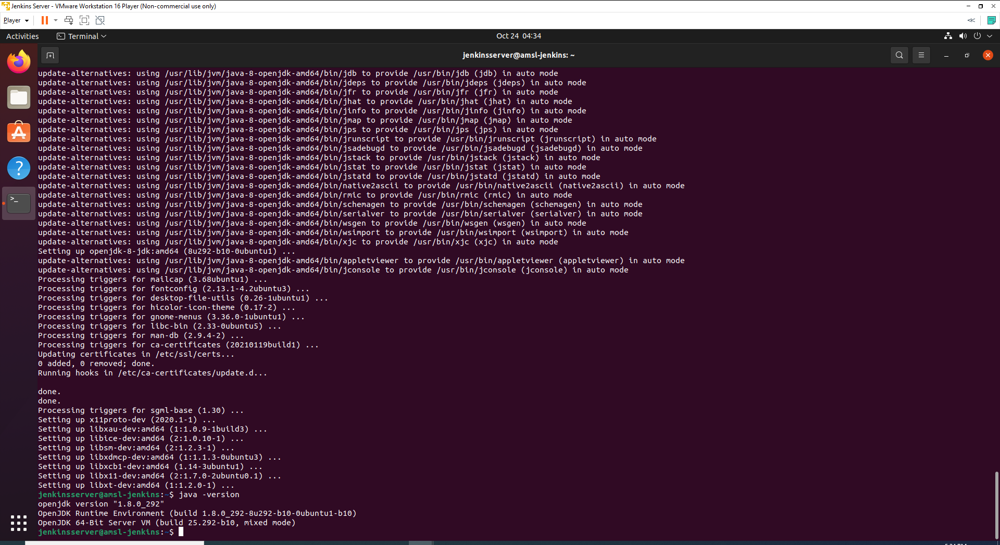 Jenkins Server - VMware Workstation 16 Player (Non-commercial use only)
Player
Activities
Terminal
Oct 24 04:34
jenkinsserver@amsl-jenkins: ~
update-alternatives: using /usr/lib/jvm/java-8-openjdk-amd64/bin/jdb to provide /usr/bin/jdb (jdb) in auto mode
update-alternatives: using /usr/lib/jvm/java-8-openjdk-amd64/bin/jdeps to provide /usr/bin/jdeps (jdeps) in auto mode
update-alternatives: using /usr/lib/jvm/java-8-openjdk-amd64/bin/jfr to provide /usr/bin/jfr (jfr) in auto mode
update-alternatives: using /usr/lib/jvm/java-8-openjdk-amd64/bin/jhat to provide /usr/bin/jhat (jhat) in auto mode
update-alternatives: using /usr/lib/jvm/java-8-openjdk-amd64/bin/jinfo to provide /usr/bin/jinfo (jinfo) in auto mode
update-alternatives: using /usr/lib/jvm/java-8-openjdk-amd64/bin/jmap to provide /usr/bin/jmap (jmap) in auto mode
update-alternatives: using /usr/lib/jvm/java-8-openjdk-amd64/bin/jps to provide /usr/bin/jps (jps) in auto mode
update-alternatives: using /usr/lib/jvm/java-8-openjdk-amd64/bin/jrunscript to provide /usr/bin/jrunscript (jrunscript) in auto mode
update-alternatives: using /usr/lib/jvm/java-8-openjdk-amd64/bin/jsadebugd to provide /usr/bin/jsadebugd (jsadebugd) in auto mode
update-alternatives: using /usr/lib/jvm/java-8-openjdk-amd64/bin/jstack to provide /usr/bin/jstack (jstack) in auto mode
update-alternatives: using /usr/lib/jvm/java-8-openjdk-amd64/bin/jstat to provide /usr/bin/jstat (jstat) in auto mode
update-alternatives: using /usr/lib/jvm/java-8-openjdk-amd64/bin/jstatd to provide /usr/bin/jstatd (jstatd) in auto mode
update-alternatives: using /usr/lib/jvm/java-8-openjdk-amd64/bin/native2ascii to provide /usr/bin/native2ascii (native2ascii) in auto mode
update-alternatives: using /usr/lib/jvm/java-8-openjdk-amd64/bin/rmic to provide /usr/bin/rmic (rmic) in auto mode
update-alternatives: using /usr/lib/jvm/java-8-openjdk-amd64/bin/schemagen to provide /usr/bin/schemagen (schemagen) in auto mode
update-alternatives: using /usr/lib/jvm/java-8-openjdk-amd64/bin/serialver to provide /usr/bin/serialver (serialver) in auto mode
update-alternatives: using /usr/lib/jvm/java-8-openjdk-amd64/bin/wsgen to provide /usr/bin/wsgen (wsgen) in auto mode
update-alternatives: using /usr/lib/jvm/java-8-openjdk-amd64/bin/wsimport to provide /usr/bin/wsimport (wsimport) in auto mode
update-alternatives: using /usr/lib/jvm/java-8-openjdk-amd64/bin/xjc to provide /usr/bin/xjc (xjc) in auto mode
Setting up openjdk-8-jdk:amd64 (8u292-b10-0ubuntu1) ...
update-alternatives: using /usr/lib/jvm/java-8-openjdk-amd64/bin/appletviewer to provide /usr/bin/appletviewer (appletviewer) in auto mode
update-alternatives: using /usr/lib/jvm/java-8-openjdk-amd64/bin/jconsole to provide /usr/bin/jconsole (jconsole) in auto mode
Processing triggers for mailcap (3.68ubuntu1) ...
Processing triggers for fontconfig (2.13.1-4.2ubuntu3) ...
Processing triggers for desktop-file-utils (0.26-1ubuntu1) ...
Processing triggers for hicolor-icon-theme (0.17-2) ...
Processing triggers for gnome-menus (3.36.0-1ubuntu1) ...
Processing triggers for libc-bin (2.33-0ubuntu5) ...
Processing triggers for man-db (2.9.4-2) ...
Processing triggers for ca-certificates (20210119build1) ...
Updating certificates in /etc/ssl/certs...
0 added, 0 removed; done.
Running hooks in /etc/ca-certificates/update.d...
done.
done.
Processing triggers for sgml-base (1.30) ...
Setting up x11proto-dev (2020.1-1) ...
Setting up libxau-dev:amd64 (1:1.0.9-1build3) ...
Setting up libice-dev:amd64 (2:1.0.10-1) ...
Setting up libsm-dev:amd64 (2:1.2.3-1) ...
Setting up libxdmcp-dev:amd64 (1:1.1.3-0ubuntu3) ...
Setting up libxcb1-dev:amd64 (1.14-3ubuntu1) ...
Setting up libx11-dev:amd64 (2:1.7.0-2ubuntu0.1) ...
Setting up libxt-dev:amd64 (1:1.2.0-1) ...
jenkinsserver@amsl-jenkins:~$ java -version
openjdk version "1.8.0_292"
OpenJDK Runtime Environment (build 1.8.0_292-8u292-b10-0ubuntu1-b10)
OpenJDK 64-Bit Server VM (build 25.292-b10, mixed mode)
jenkinsserver@amsl-jenkins:~$